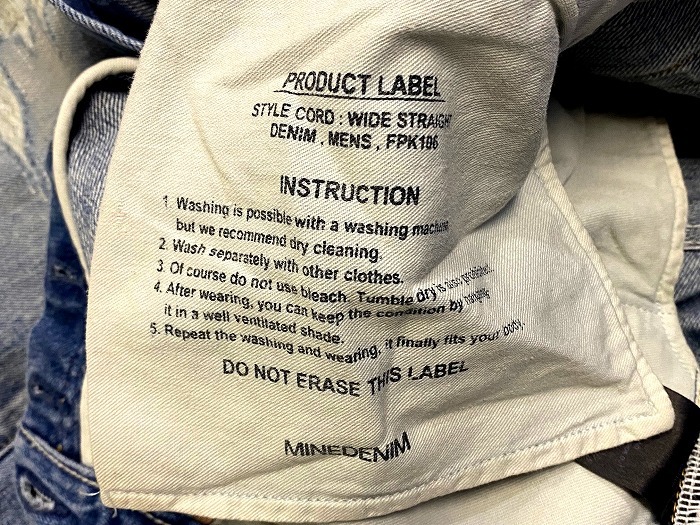 PRODUCT LABEL
STYLE CORD : WIDE STRAIGHT
DENIM , MENS , FPK106
INSTRUCTION
1 Washing is possible with a washing machine
but we recommend dry cleaning.
2. Wash separately with other clothes.
3. Of course do not use bleach. Tumble dry is also prohibited.
4. After wearing, you can keep the condition by hanging
it in a well ventilated shade.
5. Repeat the washing and wearing, it finally fits your body.
DO NOT ERASE THIS LABEL
MINEDENIM